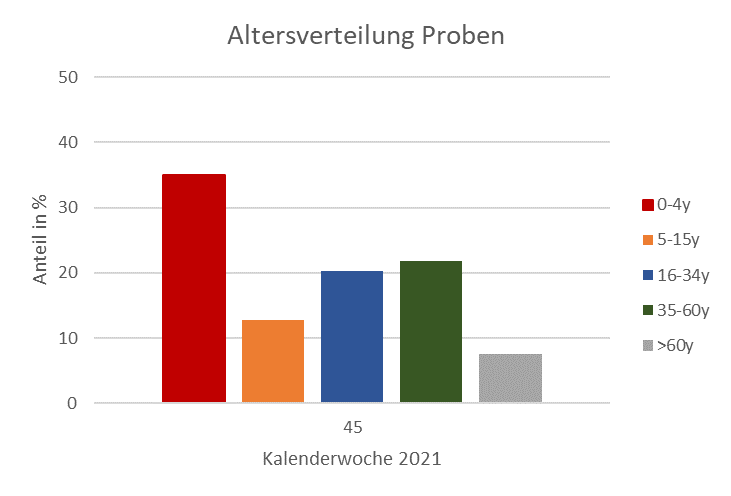 Altersverteilung Proben
50
40
30
20
10
0
Anteil in %
45
Kalenderwoche 2021
0-4y
5-15y
16-34y
35-60y
>60y